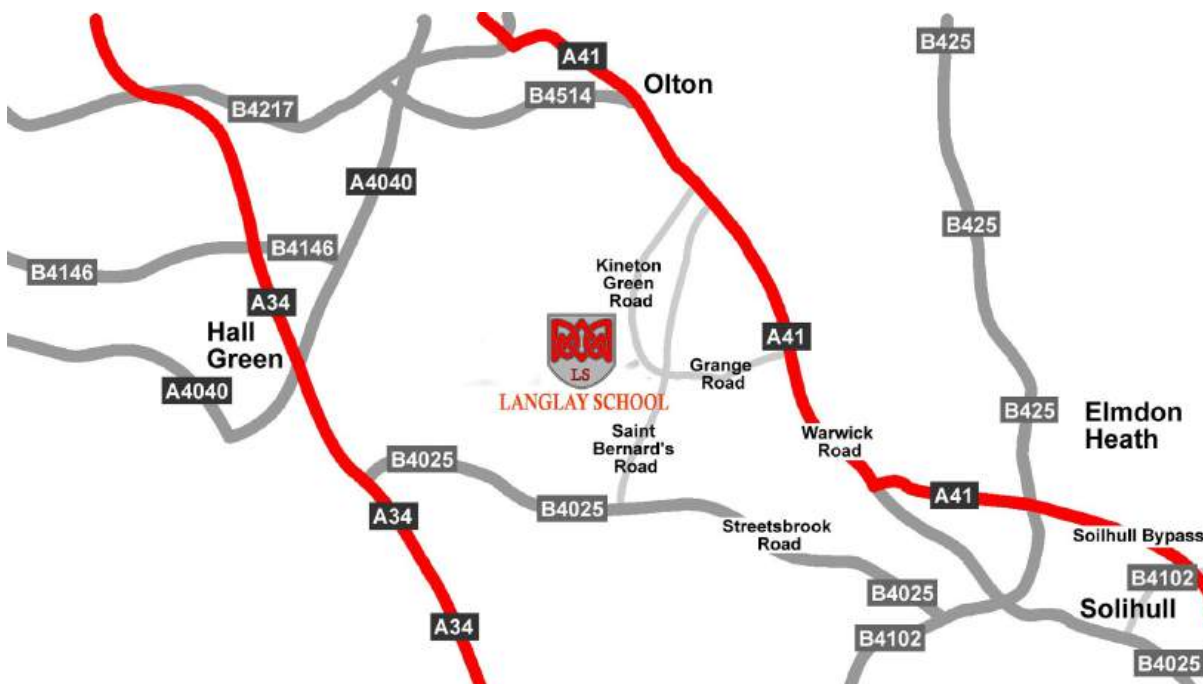 B425
A41
Olton
B4514
B4217
A4040
B425
B4146
B4146
Kineton
Green
Road
A34
Hall
Green
A41
LS
Grange
Road
A4040
LANGLAY SCHOOL
B425
Elmdon
Heath
Saint
Bernard's
Road
Warwick
Road
B4025
A41
B4025
A34
Streetsbrook
Road
Soilhull Bypass
B4102
B4025
Solihull
A34
B4102
B4025